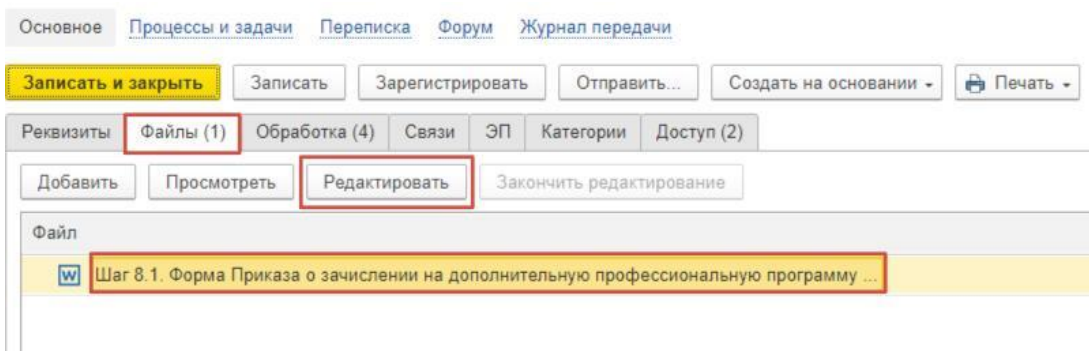 Основное Процессы и задачи Переписка Форум Журнал передачи
Записать и закрыть Записать Зарегистрировать Отправить... Создать на основании Печать
Реквизиты Файлы (1) Обработка (4) Связи ЭП Категории Доступ (2)
Добавить Просмотреть Редактировать Закончить редактирование
Файл
W Шаг 8.1. Форма Приказа о зачислении на дополнительную профессиональную программу ...